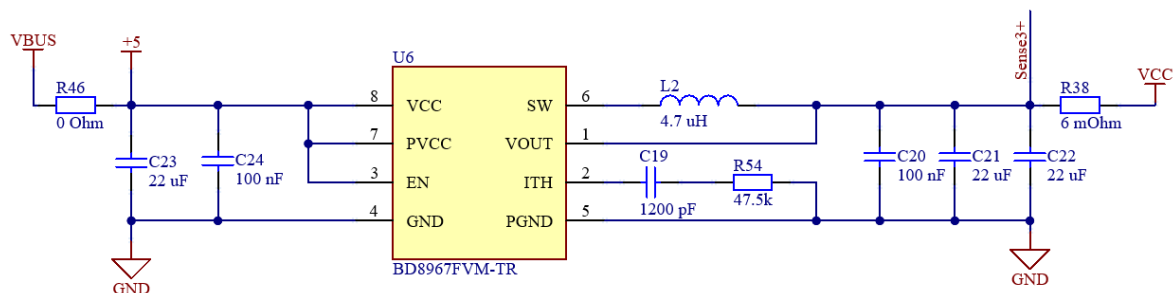 VBUS
+5
R46
0 Ohm
C23
22 uF
C24
100 nF
U6
8 VCC SW 6
7 PVCC VOUT 1
3 EN ITH 2
4 GND PGND 5
BD8967FVM-TR
L2
4.7 uH
C19
1200 pF
R54
47.5k
C20
100 nF
C21
22 uF
C22
22 uF
Sense3+
R38
6 mOhm
VCC
GND
GND